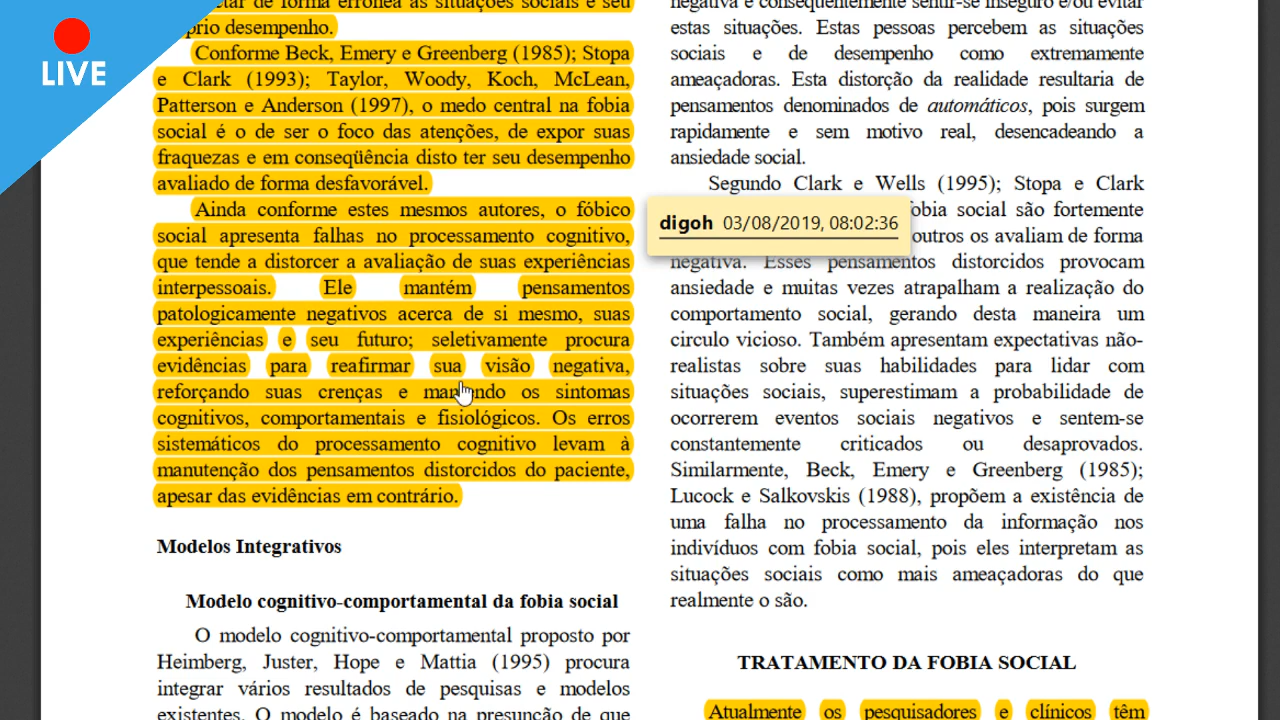 LIVE
de forma errônea as situações sociais e seu
desempenho.
Conforme Beck, Emery e Greenberg (1985); Stopa
e Clark (1993); Taylor, Woody, Koch, McLean,
Patterson e Anderson (1997), o medo central na fobia
social é o de ser o foco das atenções, de expor suas
fraquezas e em conseqüência disto ter seu desempenho
avaliado de forma desfavorável.
Ainda conforme estes mesmos autores, o fóbico
social apresenta falhas no processamento cognitivo,
que tende a distorcer a avaliação de suas experiências
interpessoais. Ele mantém pensamentos
patologicamente negativos acerca de si mesmo, suas
experiências e seu futuro; seletivamente procura
evidências para reafirmar sua visão negativa,
reforçando suas crenças e mantendo os sintomas
cognitivos, comportamentais e fisiológicos. Os erros
sistemáticos do processamento cognitivo levam à
manutenção dos pensamentos distorcidos do paciente,
apesar das evidências em contrário.
Modelos Integrativos
Modelo cognitivo-comportamental da fobia social
O modelo cognitivo-comportamental proposto por
Heimberg, Juster, Hope e Mattia (1995) procura
integrar vários resultados de pesquisas e modelos
existentes. O modelo é baseado na presunção de que
negativa e conseqüentemente sentir-se inseguro e/ou evitar
estas situações. Estas pessoas percebem as situações
sociais e de desempenho como extremamente
ameaçadoras. Esta distorção da realidade resultaria de
pensamentos denominados de automáticos, pois surgem
rapidamente e sem motivo real, desencadeando a
ansiedade social.
Segundo Clark e Wells (1995); Stopa e Clark
fobia social são fortemente
outros os avaliam de forma
negativa. Esses pensamentos distorcidos provocam
ansiedade e muitas vezes atrapalham a realização do
comportamento social, gerando desta maneira um
circulo vicioso. Também apresentam expectativas não-
realistas sobre suas habilidades para lidar com
situações sociais, superestimam a probabilidade de
ocorrerem eventos sociais negativos e sentem-se
constantemente criticados ou desaprovados.
Similarmente, Beck, Emery e Greenberg (1985);
Lucock e Salkovskis (1988), propõem a existência de
uma falha no processamento da informação nos
indivíduos com fobia social, pois eles interpretam as
situações sociais como mais ameaçadoras do que
realmente o são.
TRATAMENTO DA FOBIA SOCIAL
Atualmente os pesquisadores e clínicos têm
digoh 03/08/2019, 08:02:36